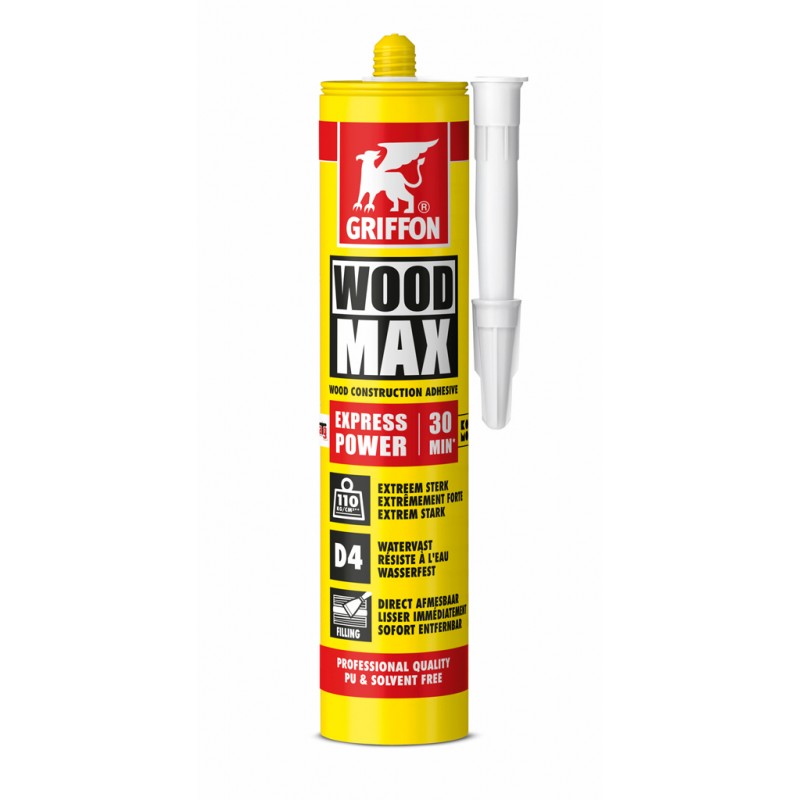 ®
GRIFFON
WOOD
MAX
WOOD CONSTRUCTION ADHESIVE
EXPRESS POWER
30 MIN*
110
KG/CM²**
EXTREEM STERK
EXTRÊMEMENT FORTE
EXTREM STARK
D4
WATERVAST
RÉSISTE À L'EAU
WASSERFEST
FILLING
DIRECT AFMESBAAR
LISSER IMMÉDIATEMENT
SOFORT ENTFERNBAR
PROFESSIONAL QUALITY
PU & SOLVENT FREE